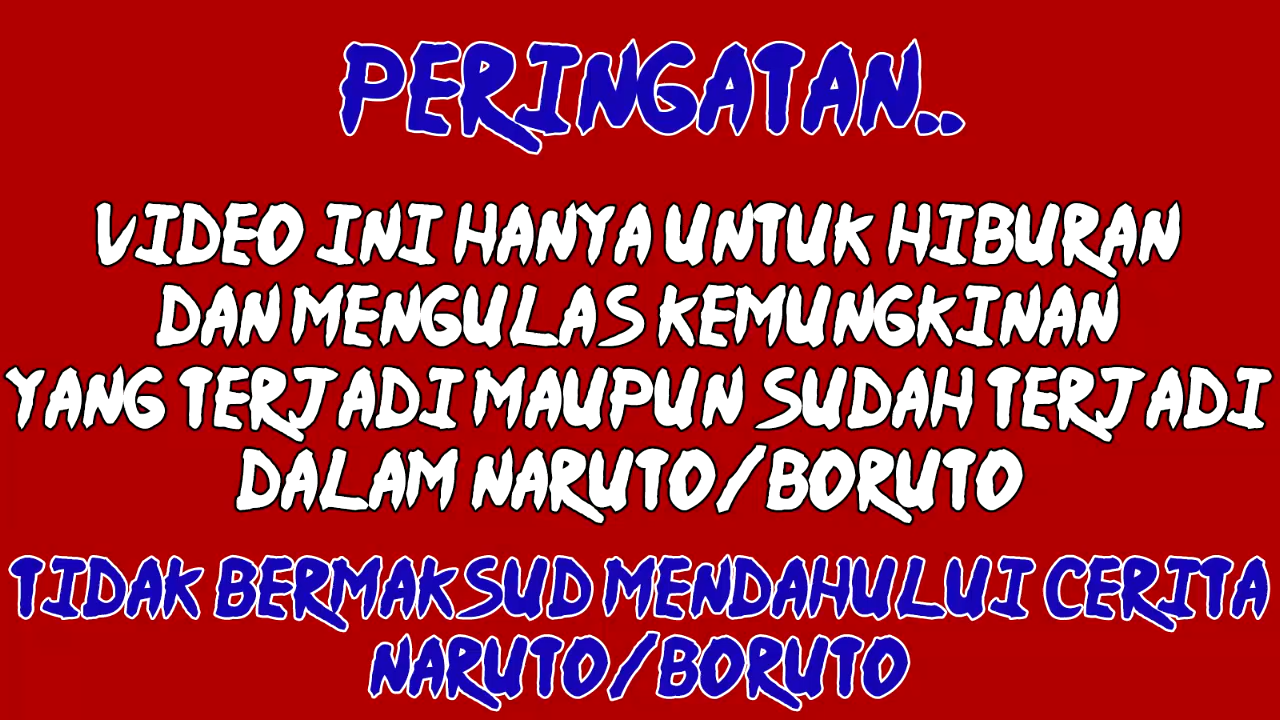 PERINGATAN..
VIDEO INI HANYA UNTUK HIBURAN
DAN MENGULAS KEMUNGKINAN
YANG TERJADI MAUPUN SUDAH TERJADI
DALAM NARUTO/BORUTO
TIDAK BERMAKSUD MENDAHULUI CERITA
NARUTO/BORUTO